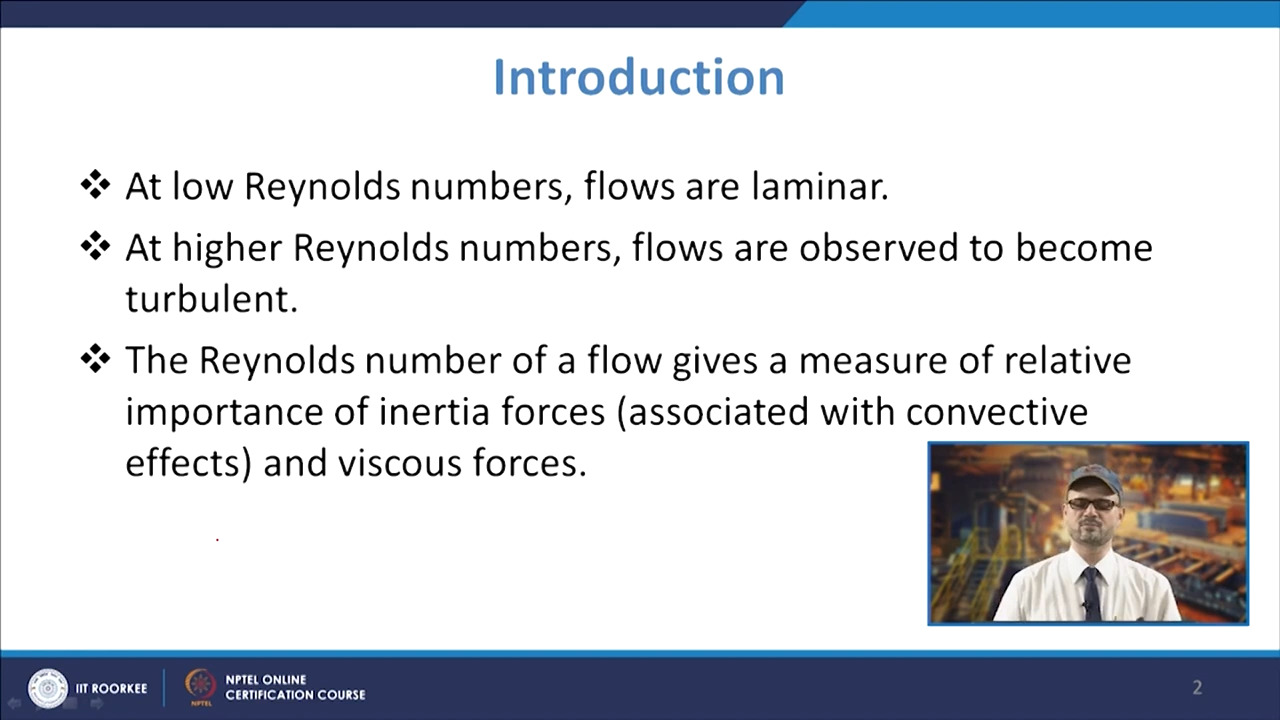 Introduction
❖ At low Reynolds numbers, flows are laminar.
❖ At higher Reynolds numbers, flows are observed to become
turbulent.
❖ The Reynolds number of a flow gives a measure of relative
importance of inertia forces (associated with convective
effects) and viscous forces.
IIT ROORKEE
NPTEL
NPTEL ONLINE
CERTIFICATION COURSE
2